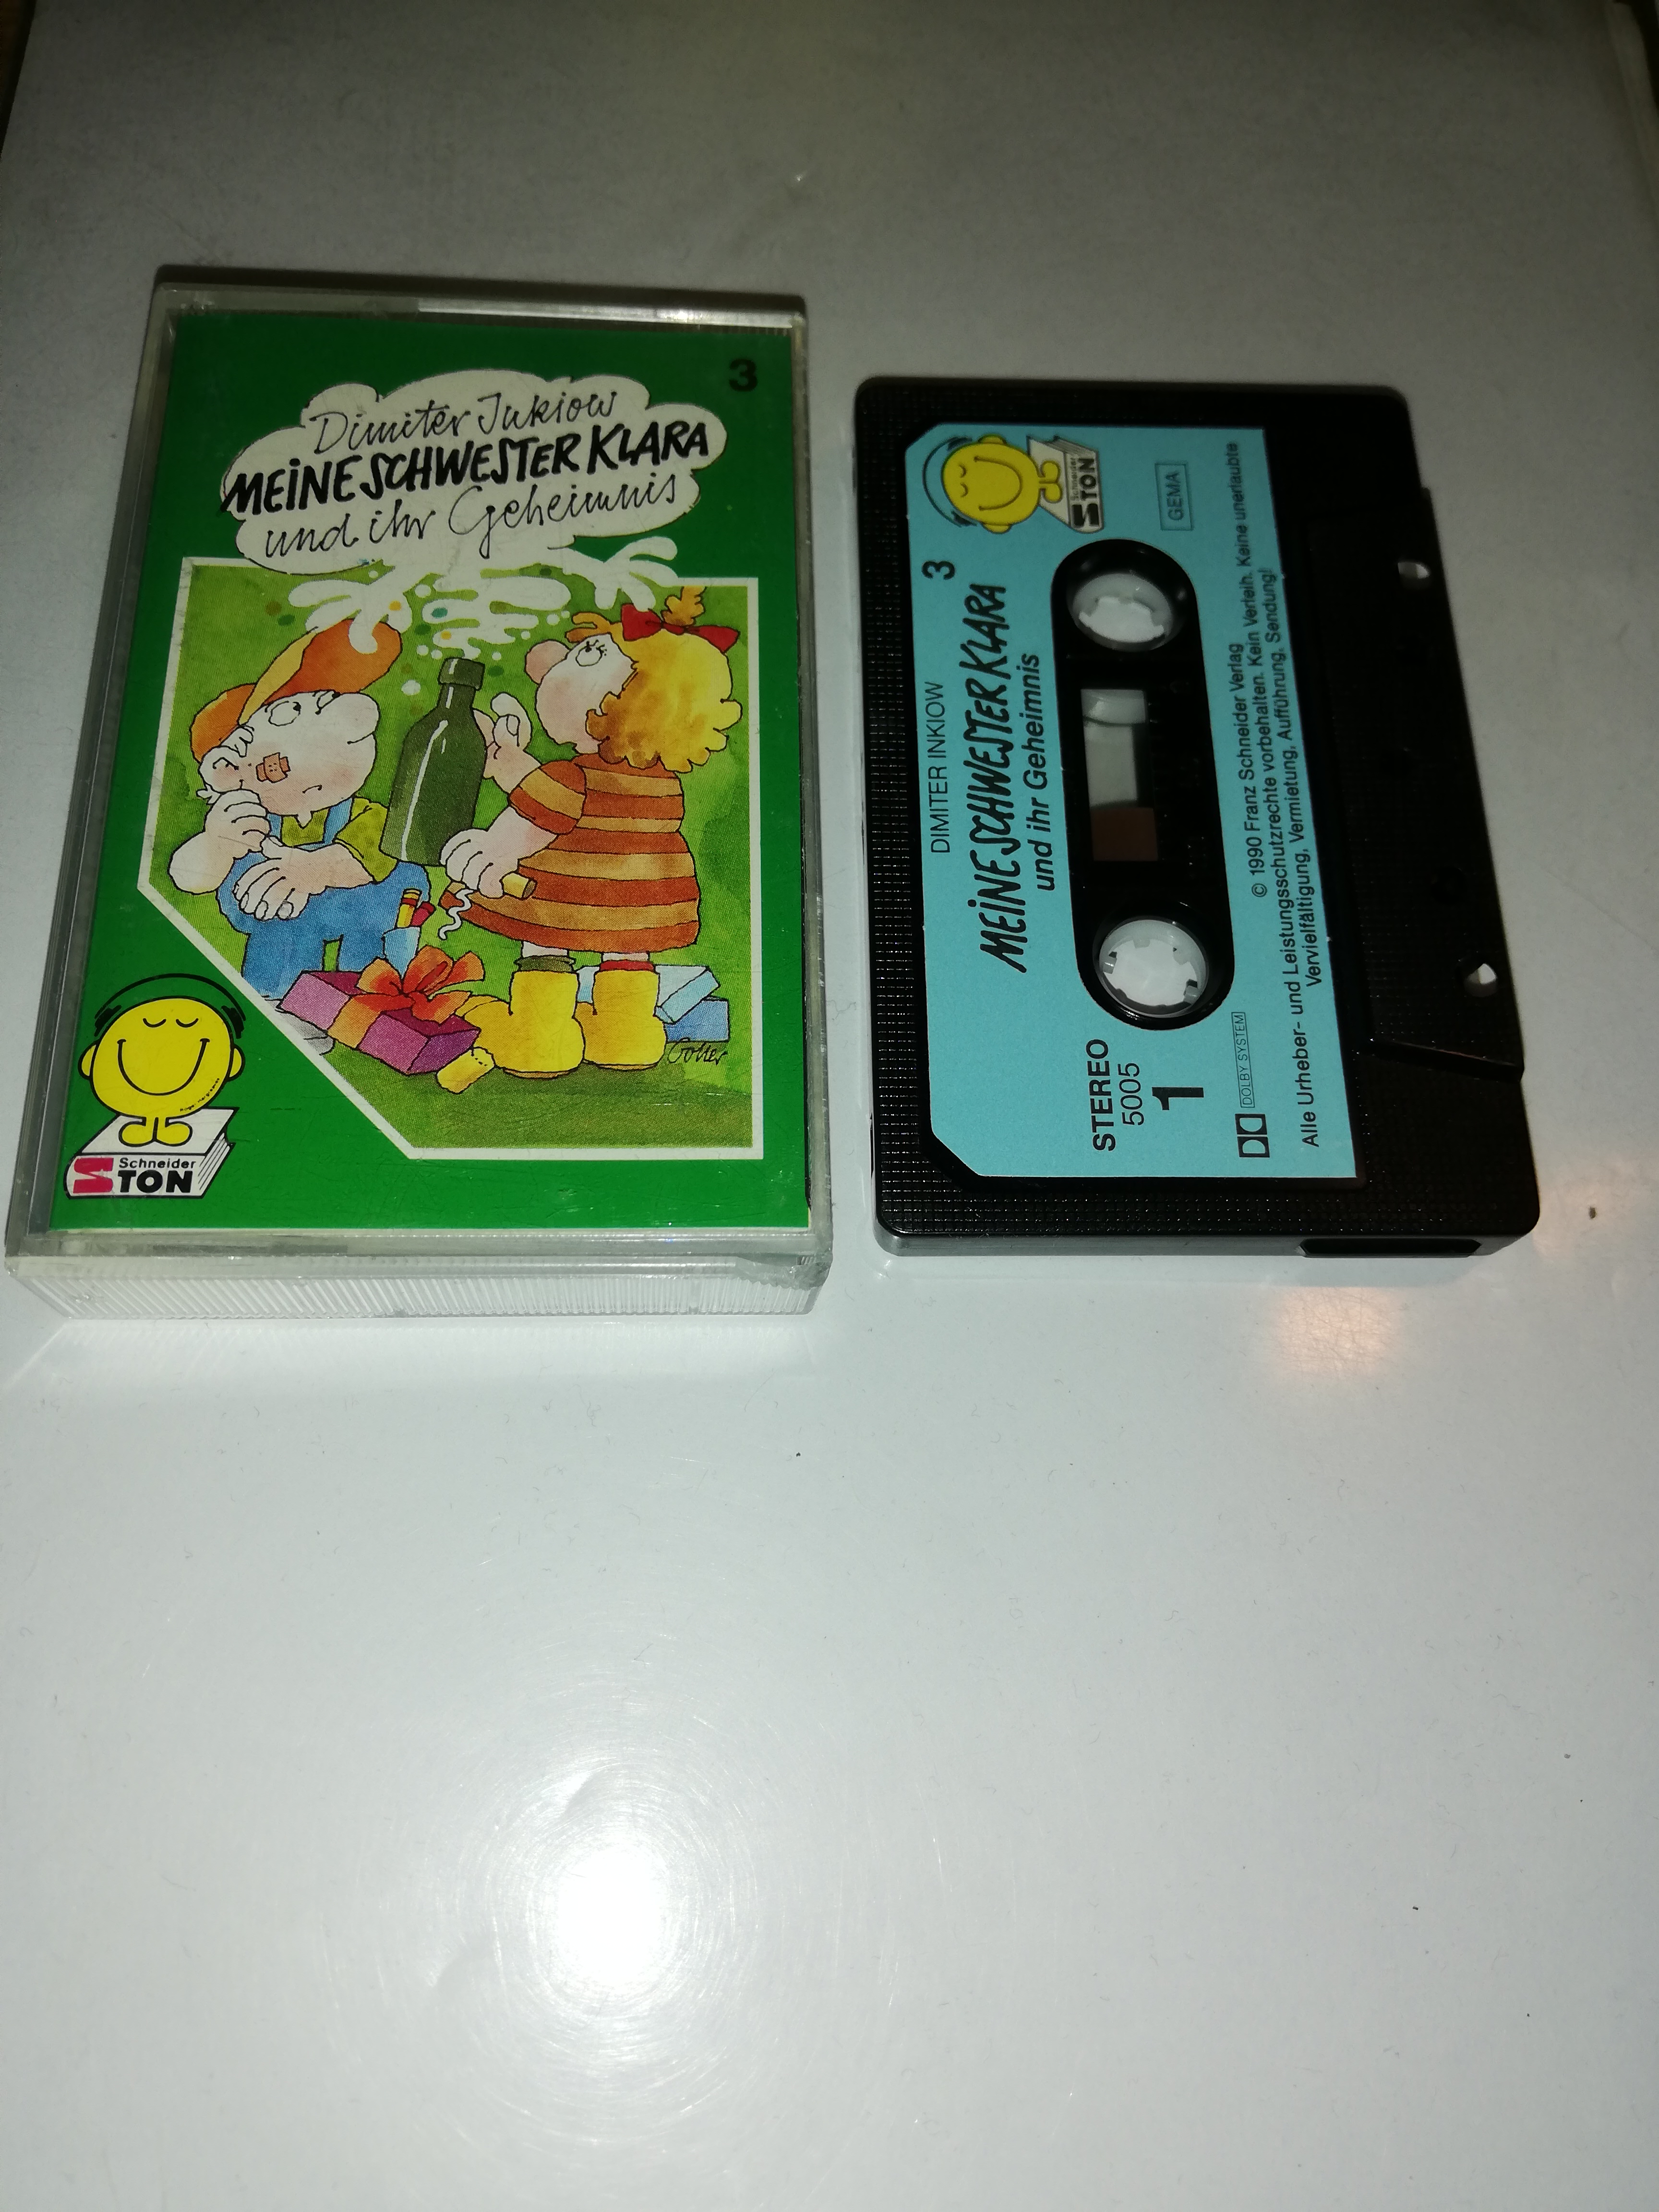 3
Dimiter Inkiow
MEINE SCHWESTER KLARA
und ihr Geheimnis
Cotter
Schneider
TON
Schneider
TON
GEMA
DIMITER INKIOW 3
MEINE SCHWESTER KLARA
und ihr Geheimnis
STEREO
5005
1
DOLBY SYSTEM
© 1990 Franz Schneider Verlag
Alle Urheber- und Leistungsschutzrechte vorbehalten. Kein Verleih. Keine unerlaubte
Vervielfältigung, Vermietung, Aufführung, Sendung!